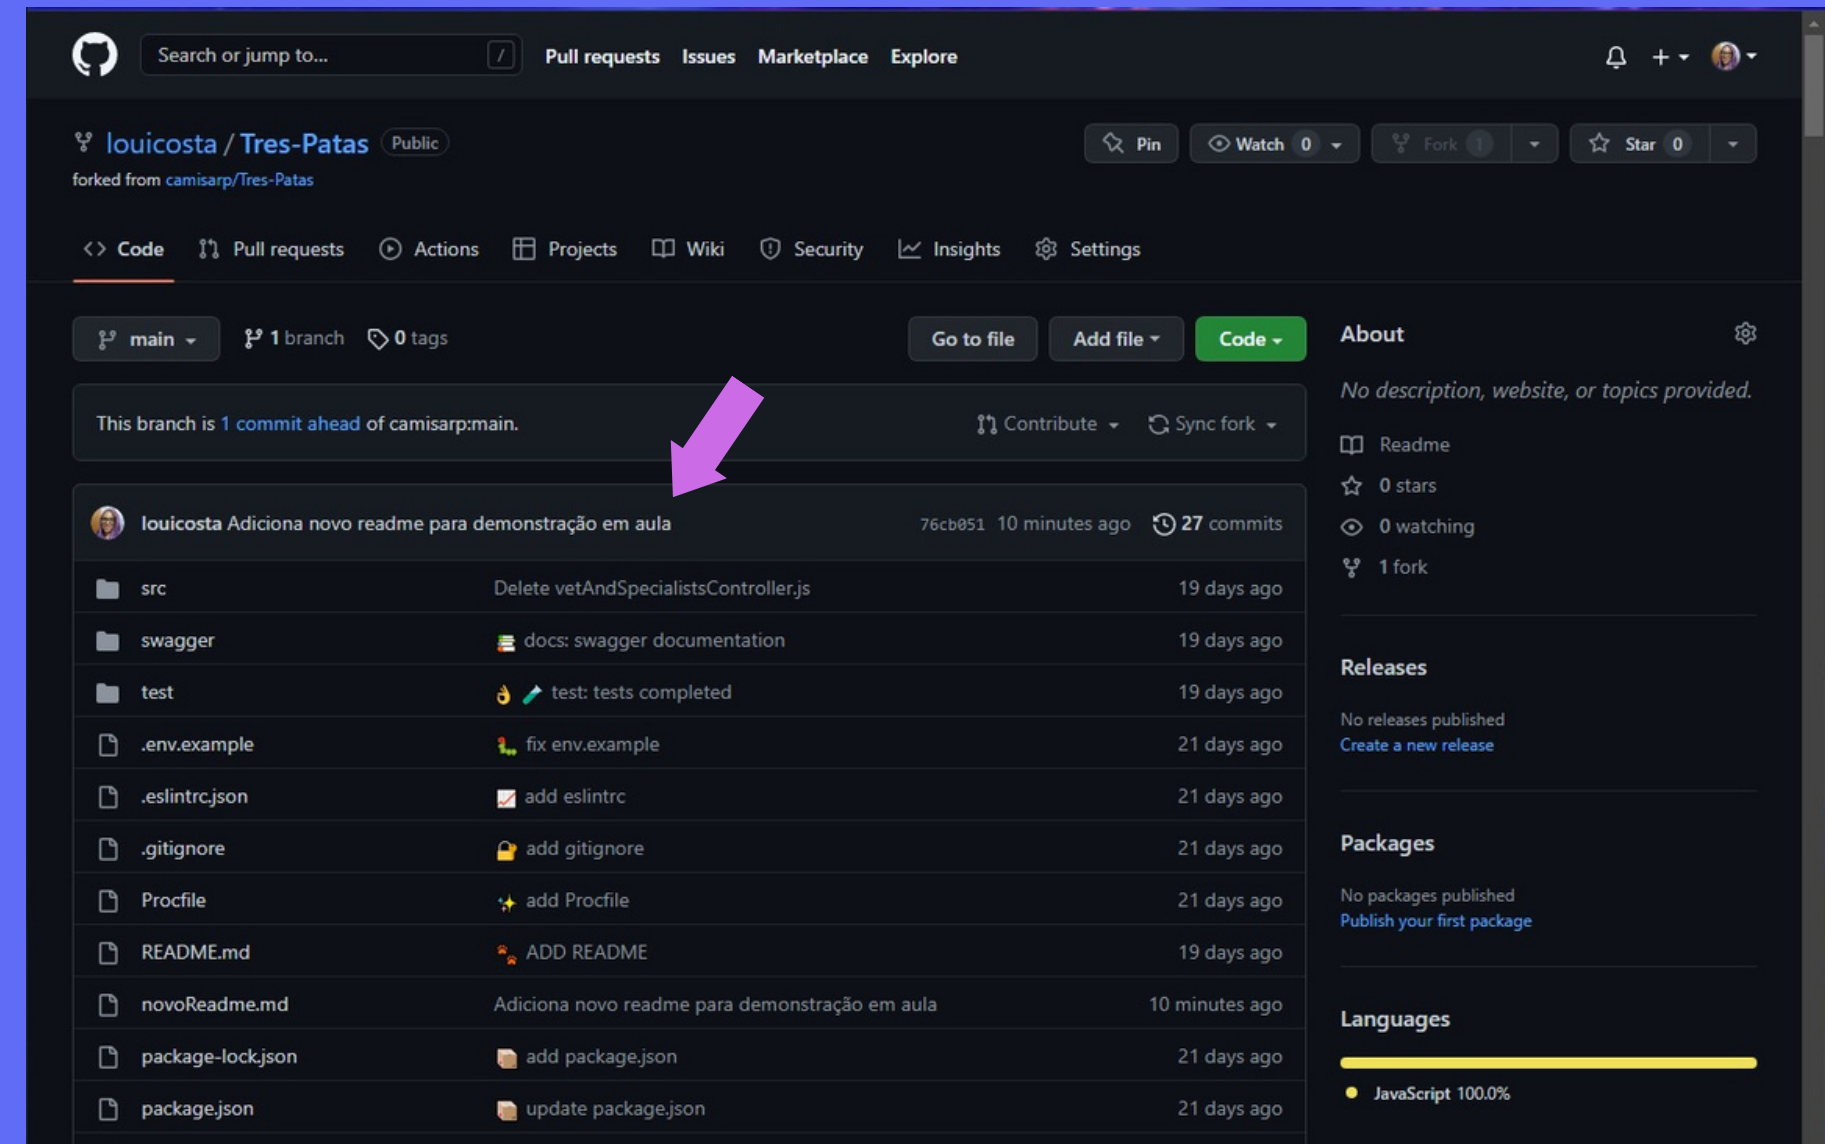 Search or jump to... / Pull requests Issues Marketplace Explore
louicosta / Tres-Patas Public Pin Watch 0 Fork 1 Star 0
forked from camisarp/Tres-Patas
<> Code Pull requests Actions Projects Wiki Security Insights Settings
main 1 branch 0 tags Go to file Add file Code
This branch is 1 commit ahead of camisarp:main. Contribute Sync fork
louicosta Adiciona novo readme para demonstração em aula 76cb051 10 minutes ago 27 commits
src Delete vetAndSpecialistsController.js 19 days ago
swagger 📚 docs: swagger documentation 19 days ago
test 👌 🧪 test: tests completed 19 days ago
.env.example 🐛 fix env.example 21 days ago
.eslintrc.json 📈 add eslintrc 21 days ago
.gitignore 🔐 add gitignore 21 days ago
Procfile ✨ add Procfile 21 days ago
README.md 🐾 ADD README 19 days ago
novoReadme.md Adiciona novo readme para demonstração em aula 10 minutes ago
package-lock.json 📦 add package.json 21 days ago
package.json 📦 update package.json 21 days ago
About
No description, website, or topics provided.
Readme
0 stars
0 watching
1 fork
Releases
No releases published
Create a new release
Packages
No packages published
Publish your first package
Languages
JavaScript 100.0%